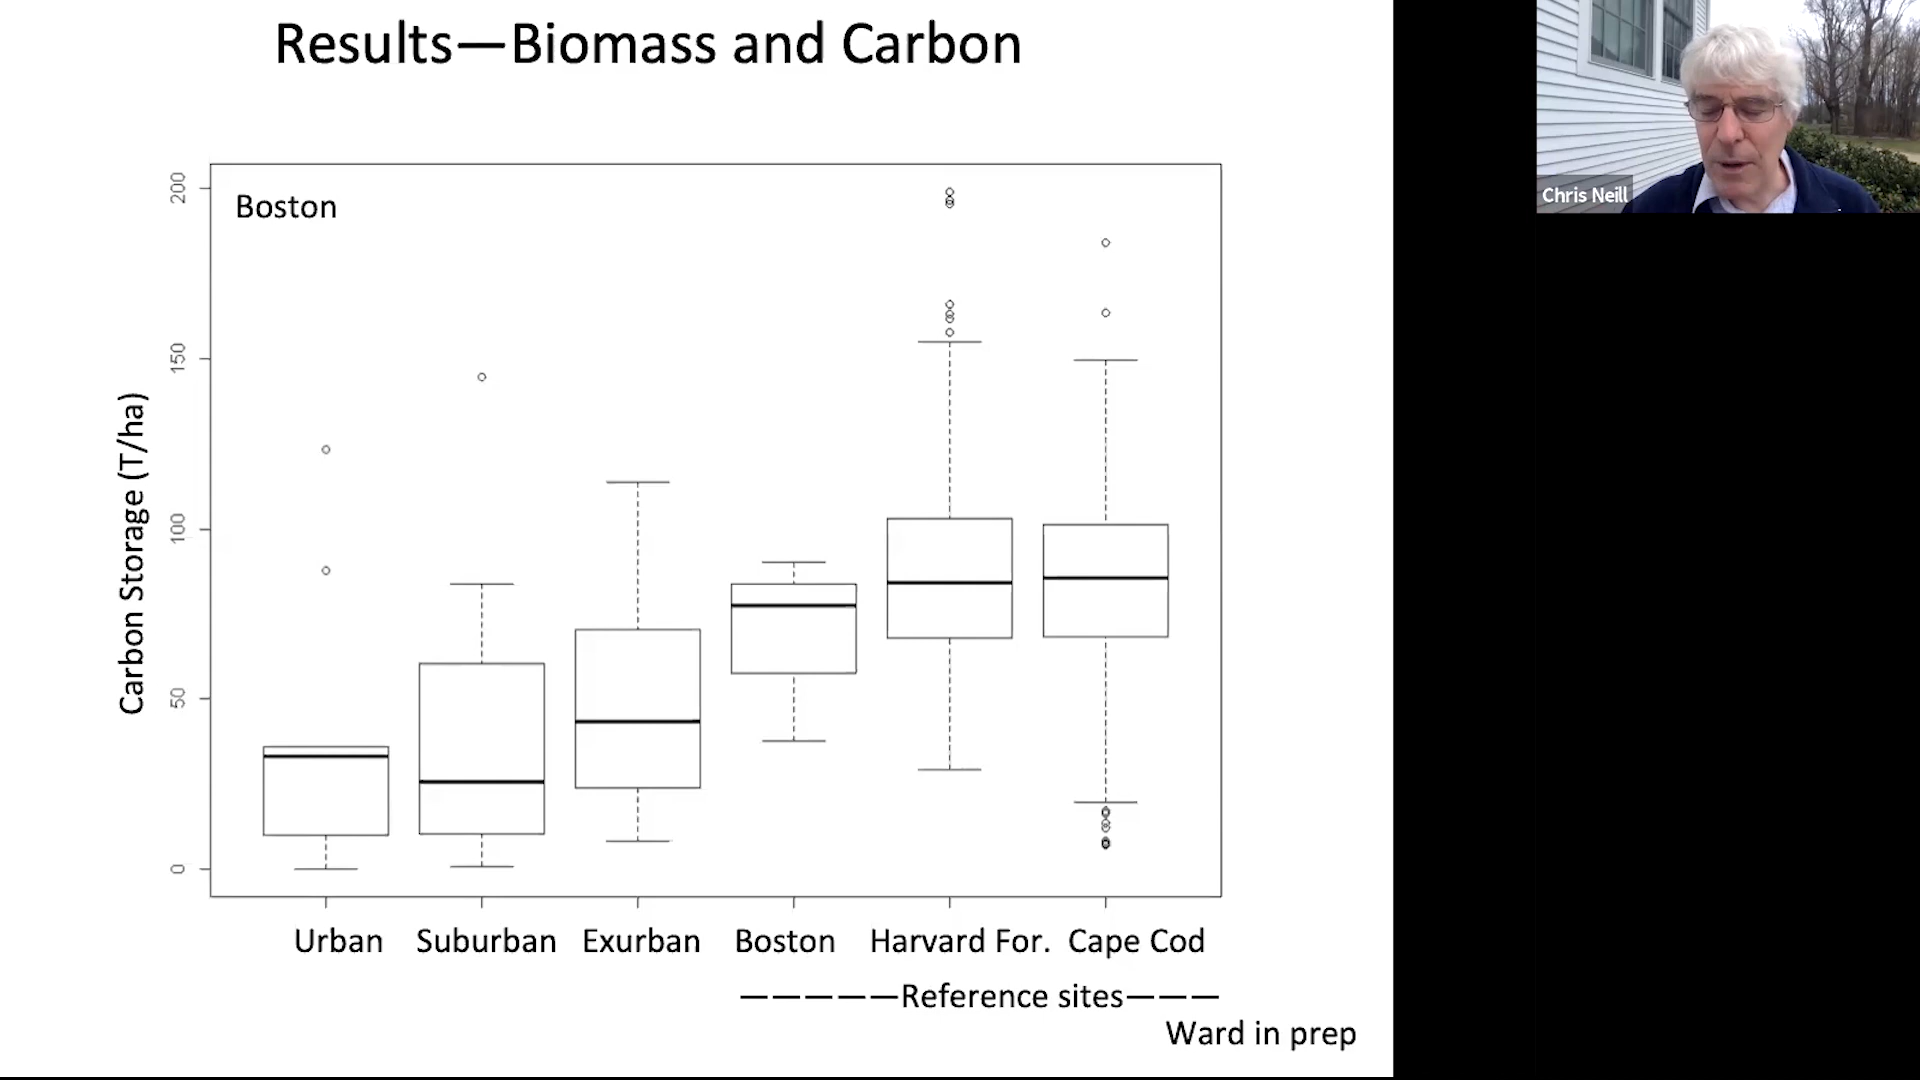 Results—Biomass and Carbon
Chris Neill
Boston
200
150
100
50
0
Carbon Storage (T/ha)
Urban Suburban Exurban Boston Harvard For. Cape Cod
—————Reference sites———
Ward in prep